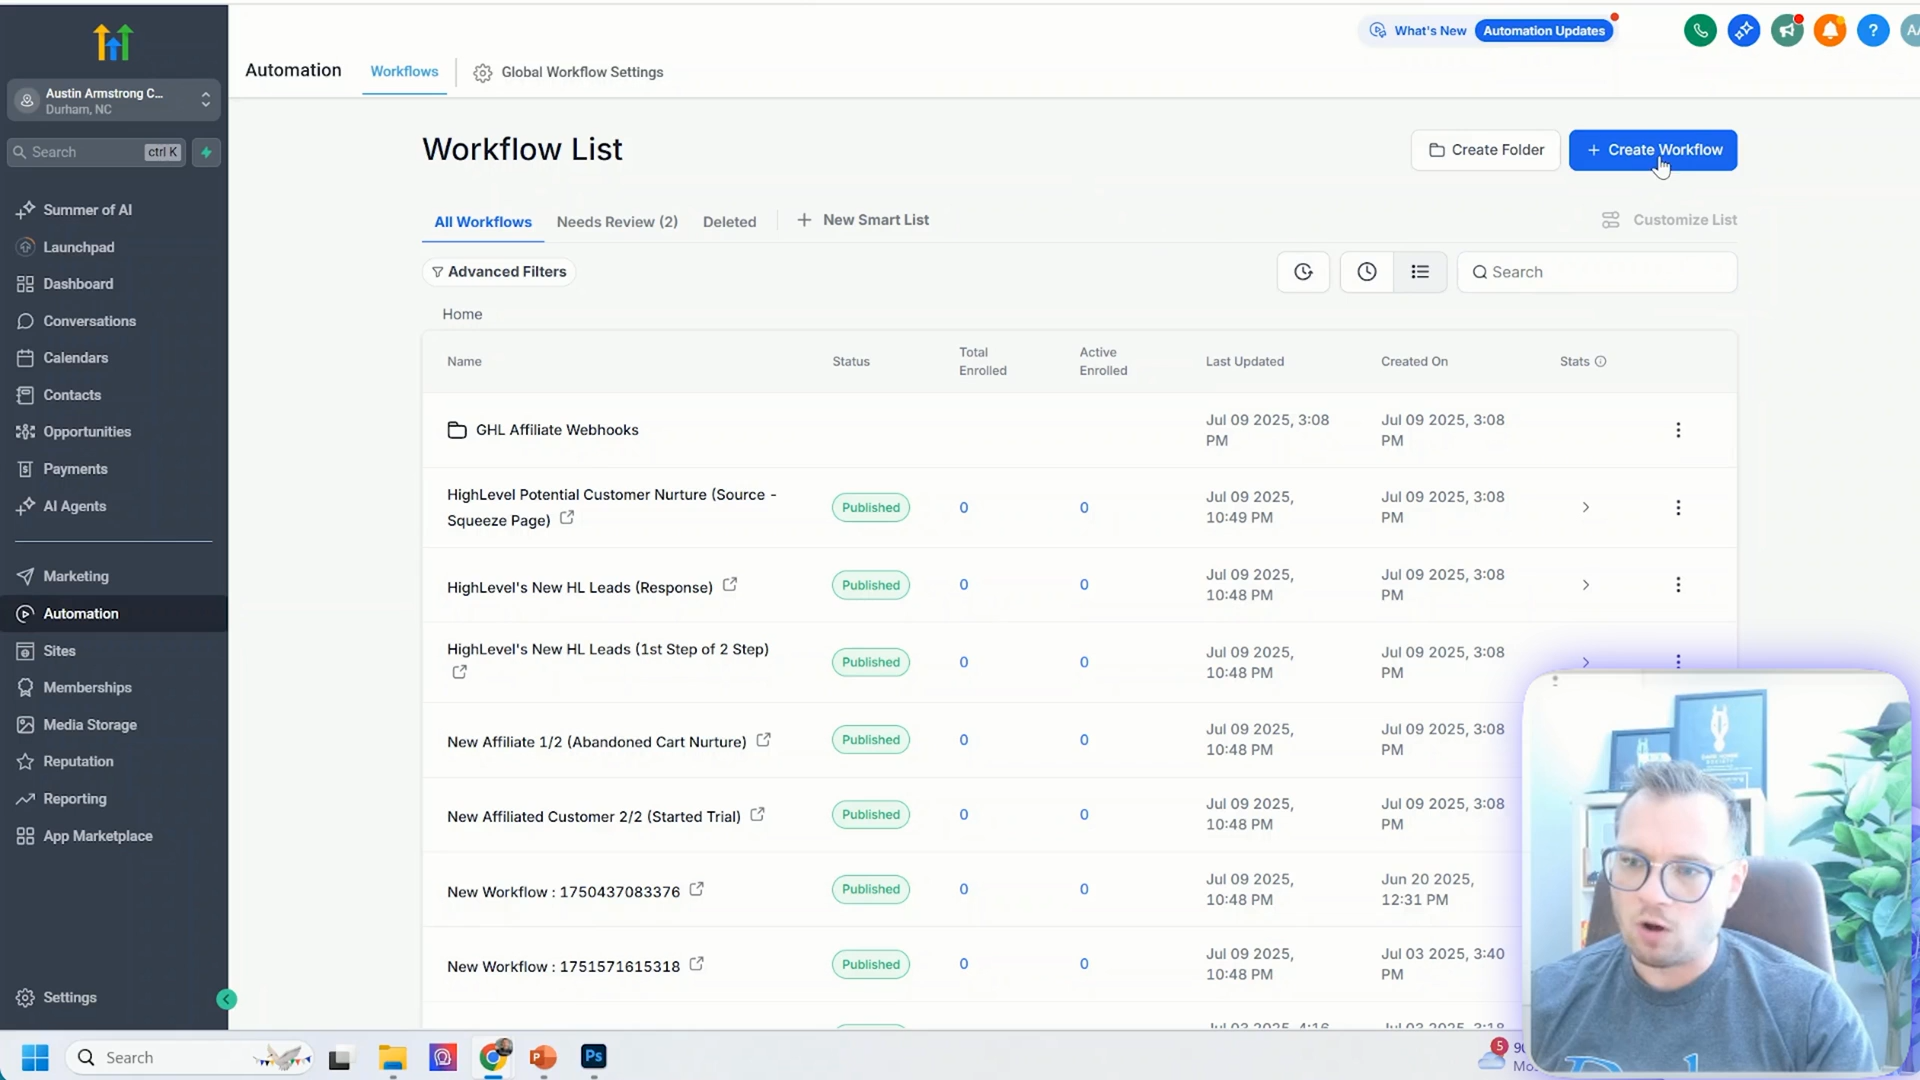 What's New
Automation Updates
AA
Automation
Workflows
Global Workflow Settings
Austin Armstrong C...
Durham, NC
Search
ctrl K
Workflow List
Create Folder
+ Create Workflow
All Workflows
Needs Review (2)
Deleted
+ New Smart List
Customize List
Advanced Filters
Search
Home
Summer of AI
Launchpad
Dashboard
Conversations
Calendars
Contacts
Opportunities
Payments
AI Agents
Marketing
Automation
Sites
Memberships
Media Storage
Reputation
Reporting
App Marketplace
Settings
Name
Status
Total
Enrolled
Active
Enrolled
Last Updated
Created On
Stats
GHL Affiliate Webhooks
Jul 09 2025, 3:08
PM
Jul 09 2025, 3:08
PM
HighLevel Potential Customer Nurture (Source -
Squeeze Page)
Published
0
0
Jul 09 2025,
10:49 PM
Jul 09 2025, 3:08
PM
HighLevel's New HL Leads (Response)
Published
0
0
Jul 09 2025,
10:48 PM
Jul 09 2025, 3:08
PM
HighLevel's New HL Leads (1st Step of 2 Step)
Published
0
0
Jul 09 2025,
10:48 PM
Jul 09 2025, 3:08
PM
New Affiliate 1/2 (Abandoned Cart Nurture)
Published
0
0
Jul 09 2025,
10:48 PM
Jul 09 2025, 3:08
PM
New Affiliated Customer 2/2 (Started Trial)
Published
0
0
Jul 09 2025,
10:48 PM
Jul 09 2025, 3:08
PM
New Workflow : 1750437083376
Published
0
0
Jul 09 2025,
10:48 PM
Jun 20 2025,
12:31 PM
New Workflow : 1751571615318
Published
0
0
Jul 09 2025,
10:48 PM
Jul 03 2025, 3:40
PM
Jul 03 2025, 4:16
Jul 03 2025, 3:18
Search
Ps
5